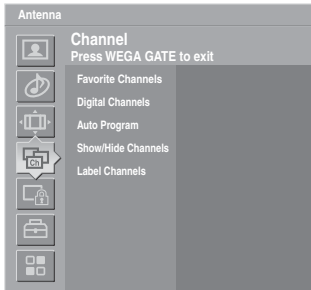 Antenna
Channel
Press WEGA GATE to exit
Favorite Channels
Digital Channels
Auto Program
Show/Hide Channels
Ch
Label Channels